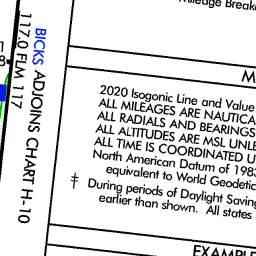 BICKS ADJOINS CHART H-10
117.0 FLM 117
Mileage Break
2020 Isogonic Line and Value
ALL MILEAGES ARE NAUTICA
ALL RADIALS AND BEARINGS
ALL ALTITUDES ARE MSL UNLE
ALL TIME IS COORDINATED U
North American Datum of 1983
equivalent to World Geodetic
‡ During periods of Daylight Saving
earlier than shown. All states
EXAMPLE